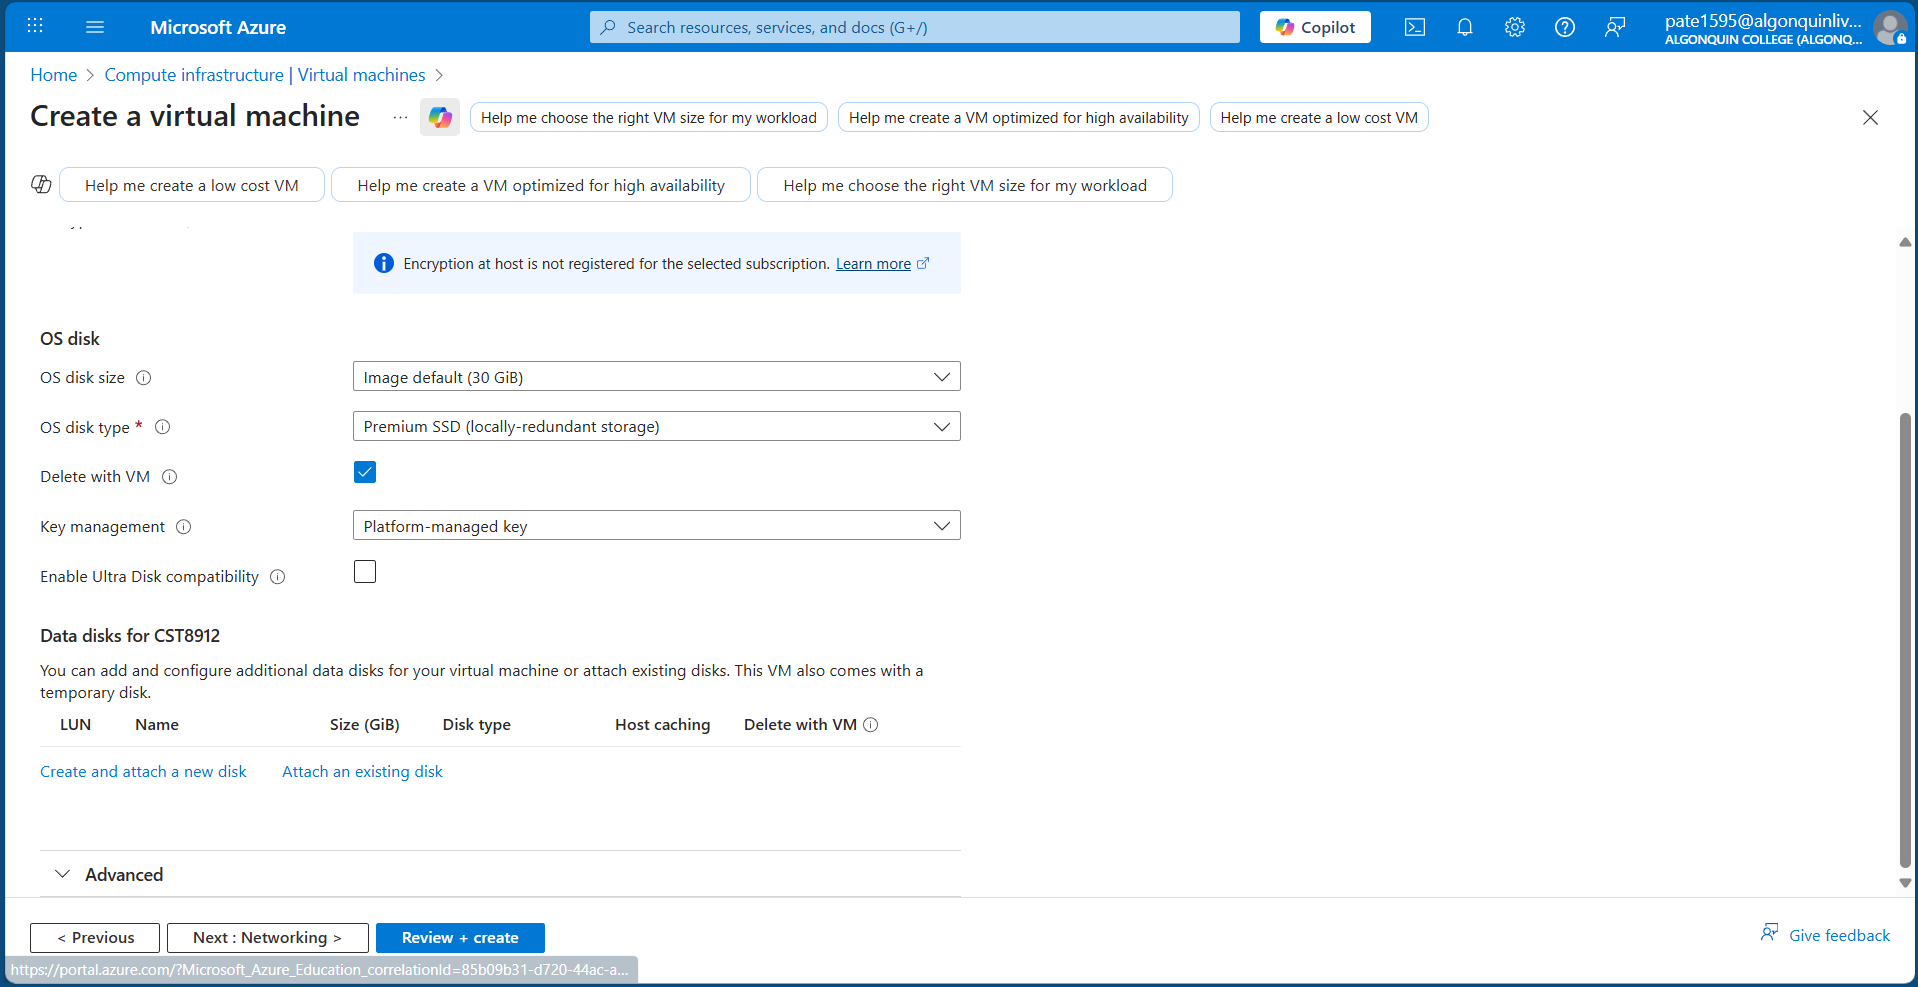 Microsoft Azure
Search resources, services, and docs (G+/)
Copilot
pate1595@algonquinliv...
ALGONQUIN COLLEGE (ALGONQ...
Home > Compute infrastructure | Virtual machines >
Create a virtual machine
...
Help me choose the right VM size for my workload
Help me create a VM optimized for high availability
Help me create a low cost VM
Help me create a low cost VM
Help me create a VM optimized for high availability
Help me choose the right VM size for my workload
Encryption at host is not registered for the selected subscription. Learn more
OS disk
OS disk size
Image default (30 GiB)
OS disk type *
Premium SSD (locally-redundant storage)
Delete with VM
Key management
Platform-managed key
Enable Ultra Disk compatibility
Data disks for CST8912
You can add and configure additional data disks for your virtual machine or attach existing disks. This VM also comes with a
temporary disk.
LUN Name Size (GiB) Disk type Host caching Delete with VM
Create and attach a new disk Attach an existing disk
Advanced
< Previous
Next : Networking >
Review + create
Give feedback
https://portal.azure.com/?Microsoft_Azure_Education_correlationId=85b09b31-d720-44ac-a...